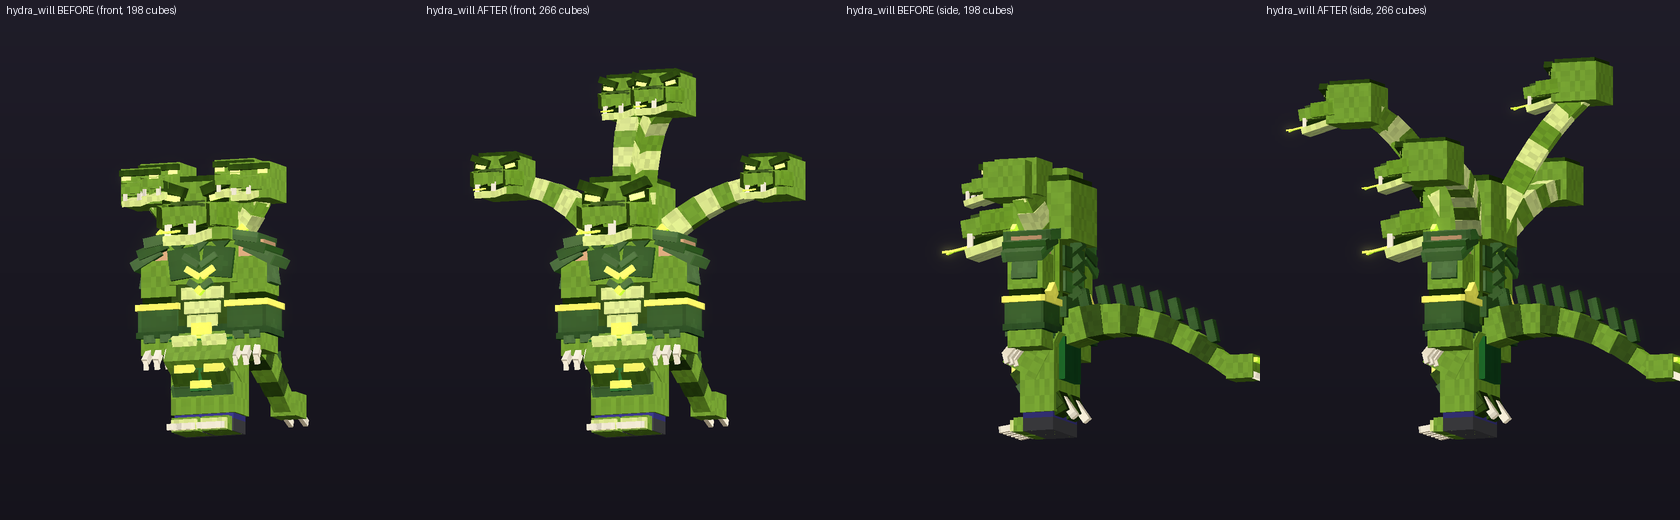 hydra_will BEFORE (front, 198 cubes)
hydra_will AFTER (front, 266 cubes)
hydra_will BEFORE (side, 198 cubes)
hydra_will AFTER (side, 266 cubes)